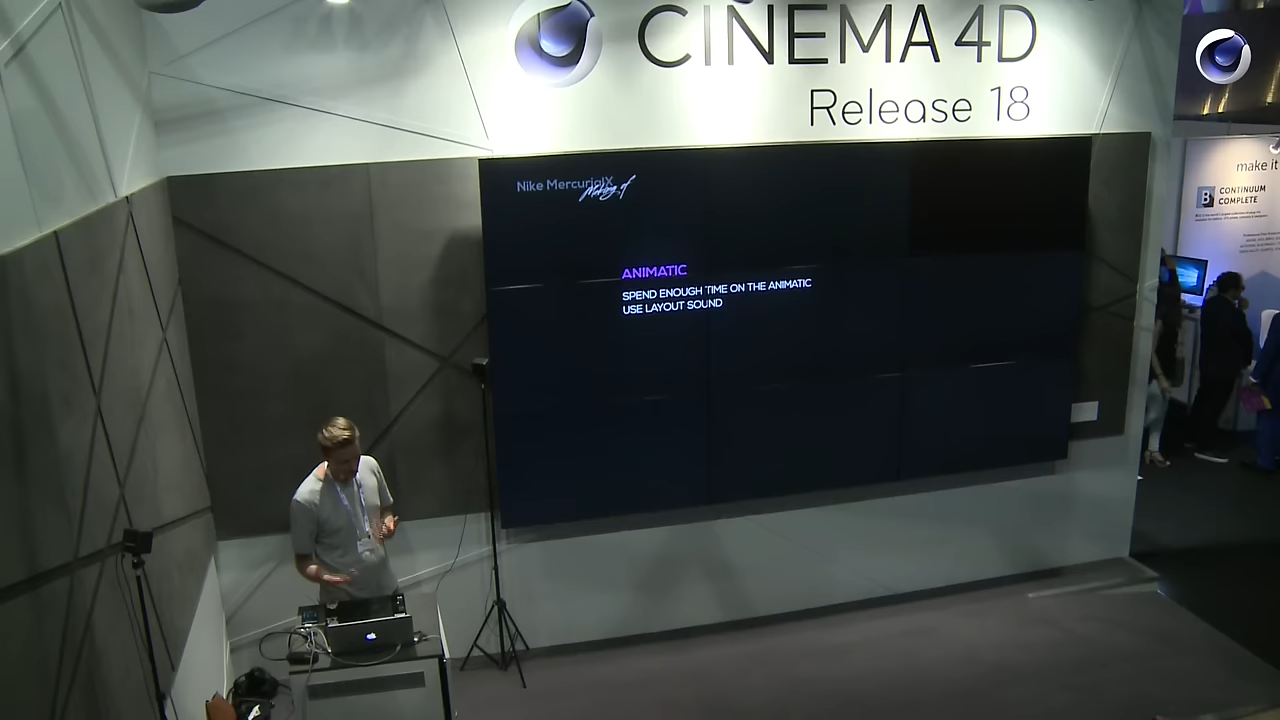 CINEMA 4D
Release 18
Nike MercurialX
Making of
ANIMATIC
SPEND ENOUGH TIME ON THE ANIMATIC
USE LAYOUT SOUND
make it
CONTINUUM
COMPLETE